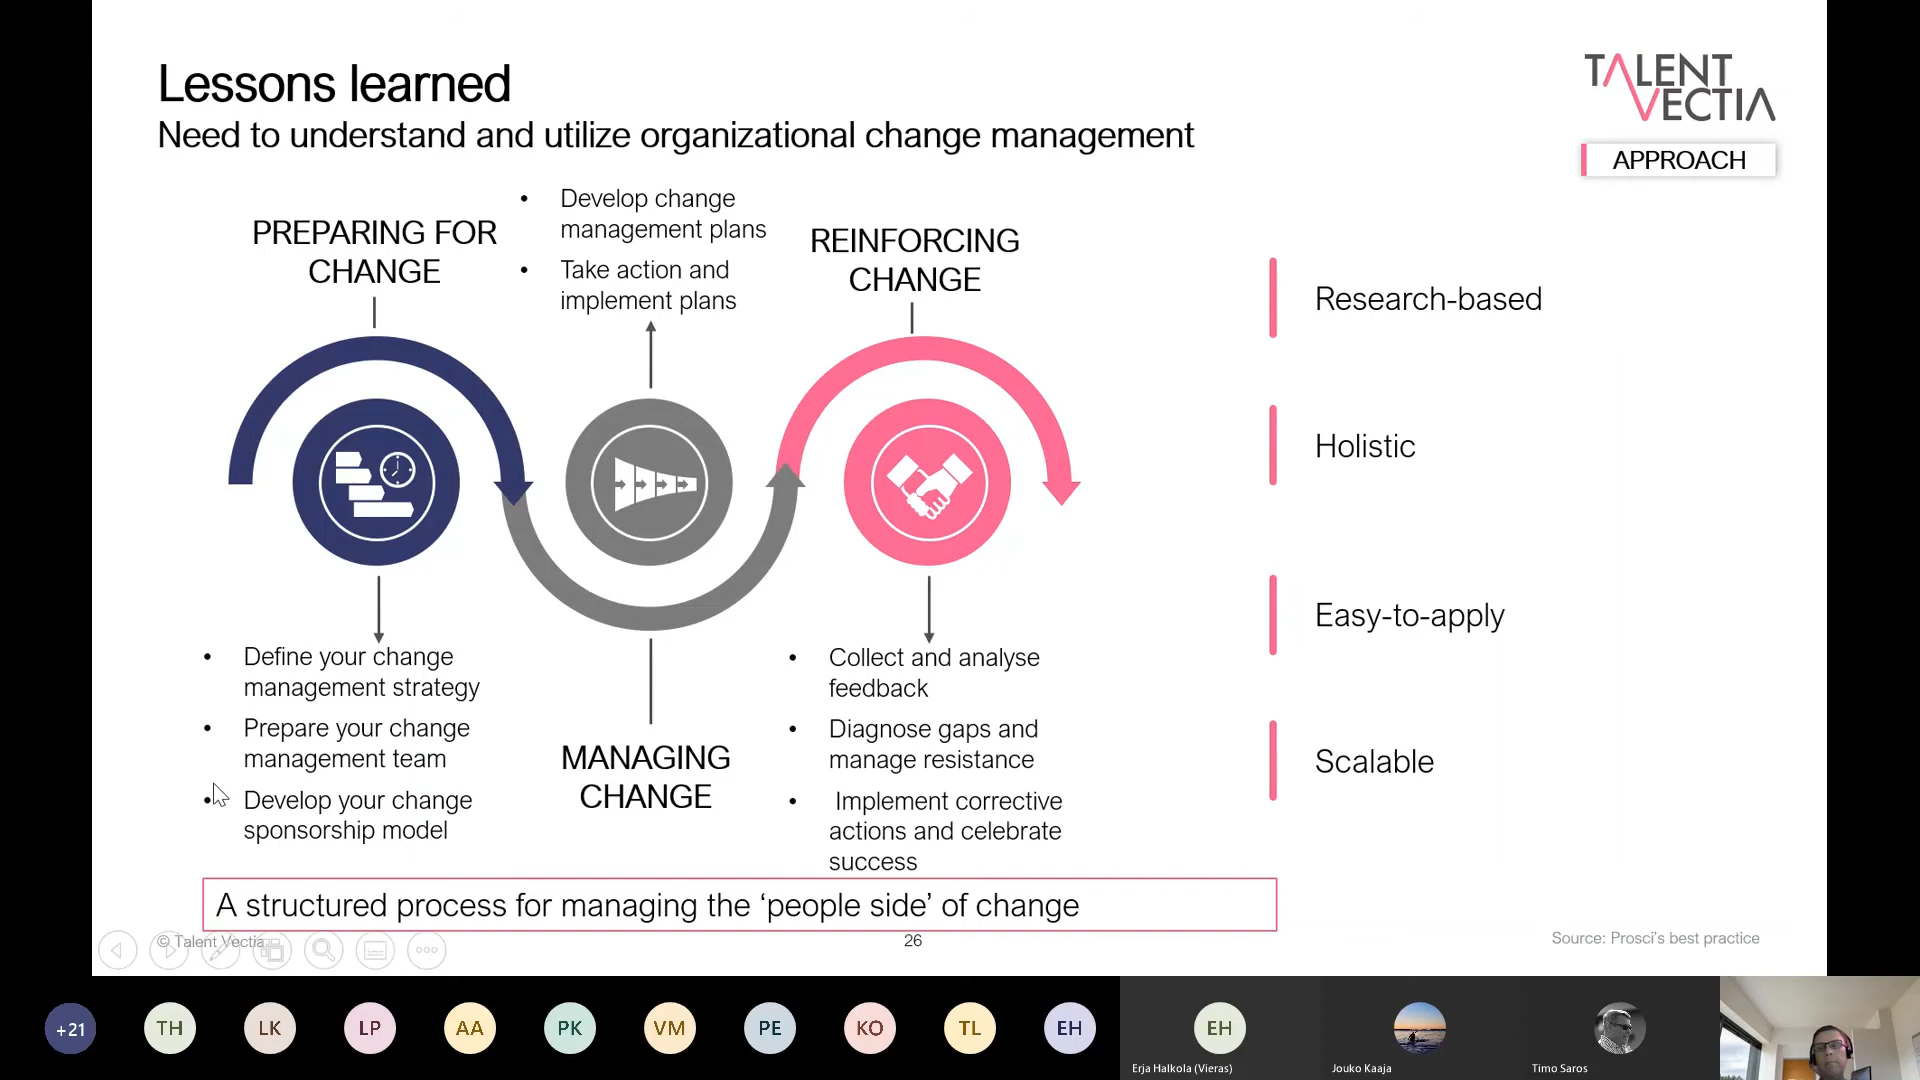 Lessons learned
Need to understand and utilize organizational change management
TALENT
VECTIA
APPROACH
PREPARING FOR
CHANGE
• Develop change
management plans
• Take action and
implement plans
REINFORCING
CHANGE
• Define your change
management strategy
• Prepare your change
management team
• Develop your change
sponsorship model
MANAGING
CHANGE
• Collect and analyse
feedback
• Diagnose gaps and
manage resistance
• Implement corrective
actions and celebrate
success
Research-based
Holistic
Easy-to-apply
Scalable
A structured process for managing the ‘people side’ of change
© Talent Vectia
26
Source: Prosci’s best practice
+21
TH
LK
LP
AA
PK
VM
PE
KO
TL
EH
EH
Erja Halkola (Vieras)
Jouko Kaaja
Timo Saros